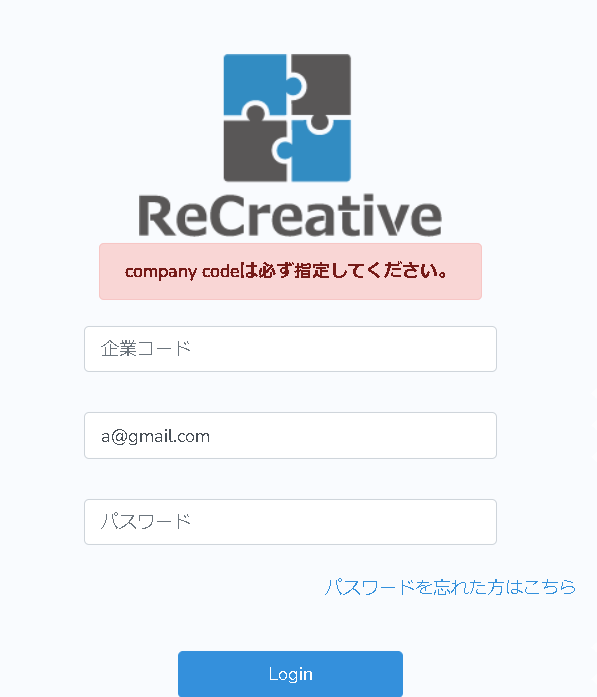 ReCreative
company codeは必ず指定してください。
企業コード
a@gmail.com
パスワード
パスワードを忘れた方はこちら
Login